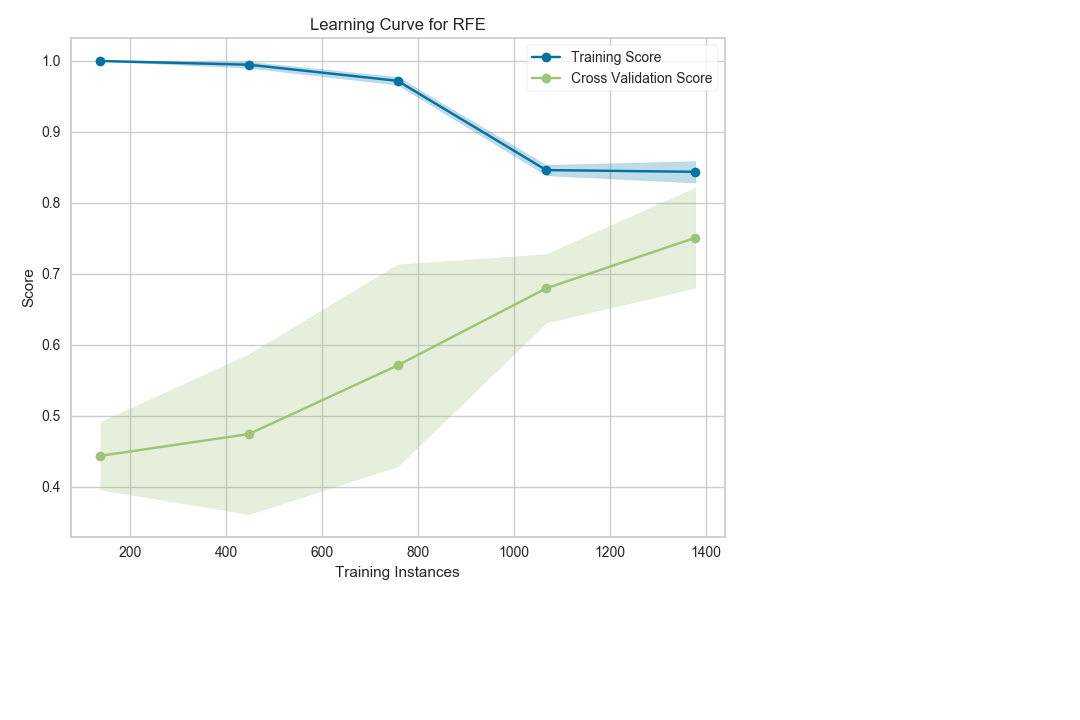 Learning Curve for RFE
Training Score
Cross Validation Score
Score
1.0
0.9
0.8
0.7
0.6
0.5
0.4
200 400 600 800 1000 1200 1400
Training Instances